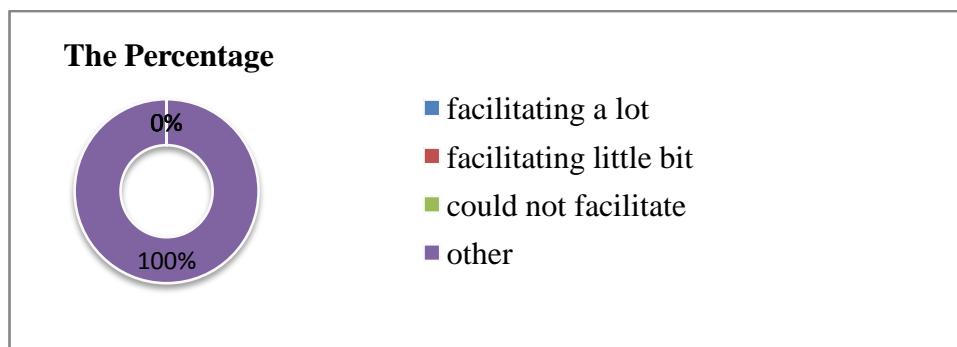 The Percentage
0%
100%
facilitating a lot
facilitating little bit
could not facilitate
other